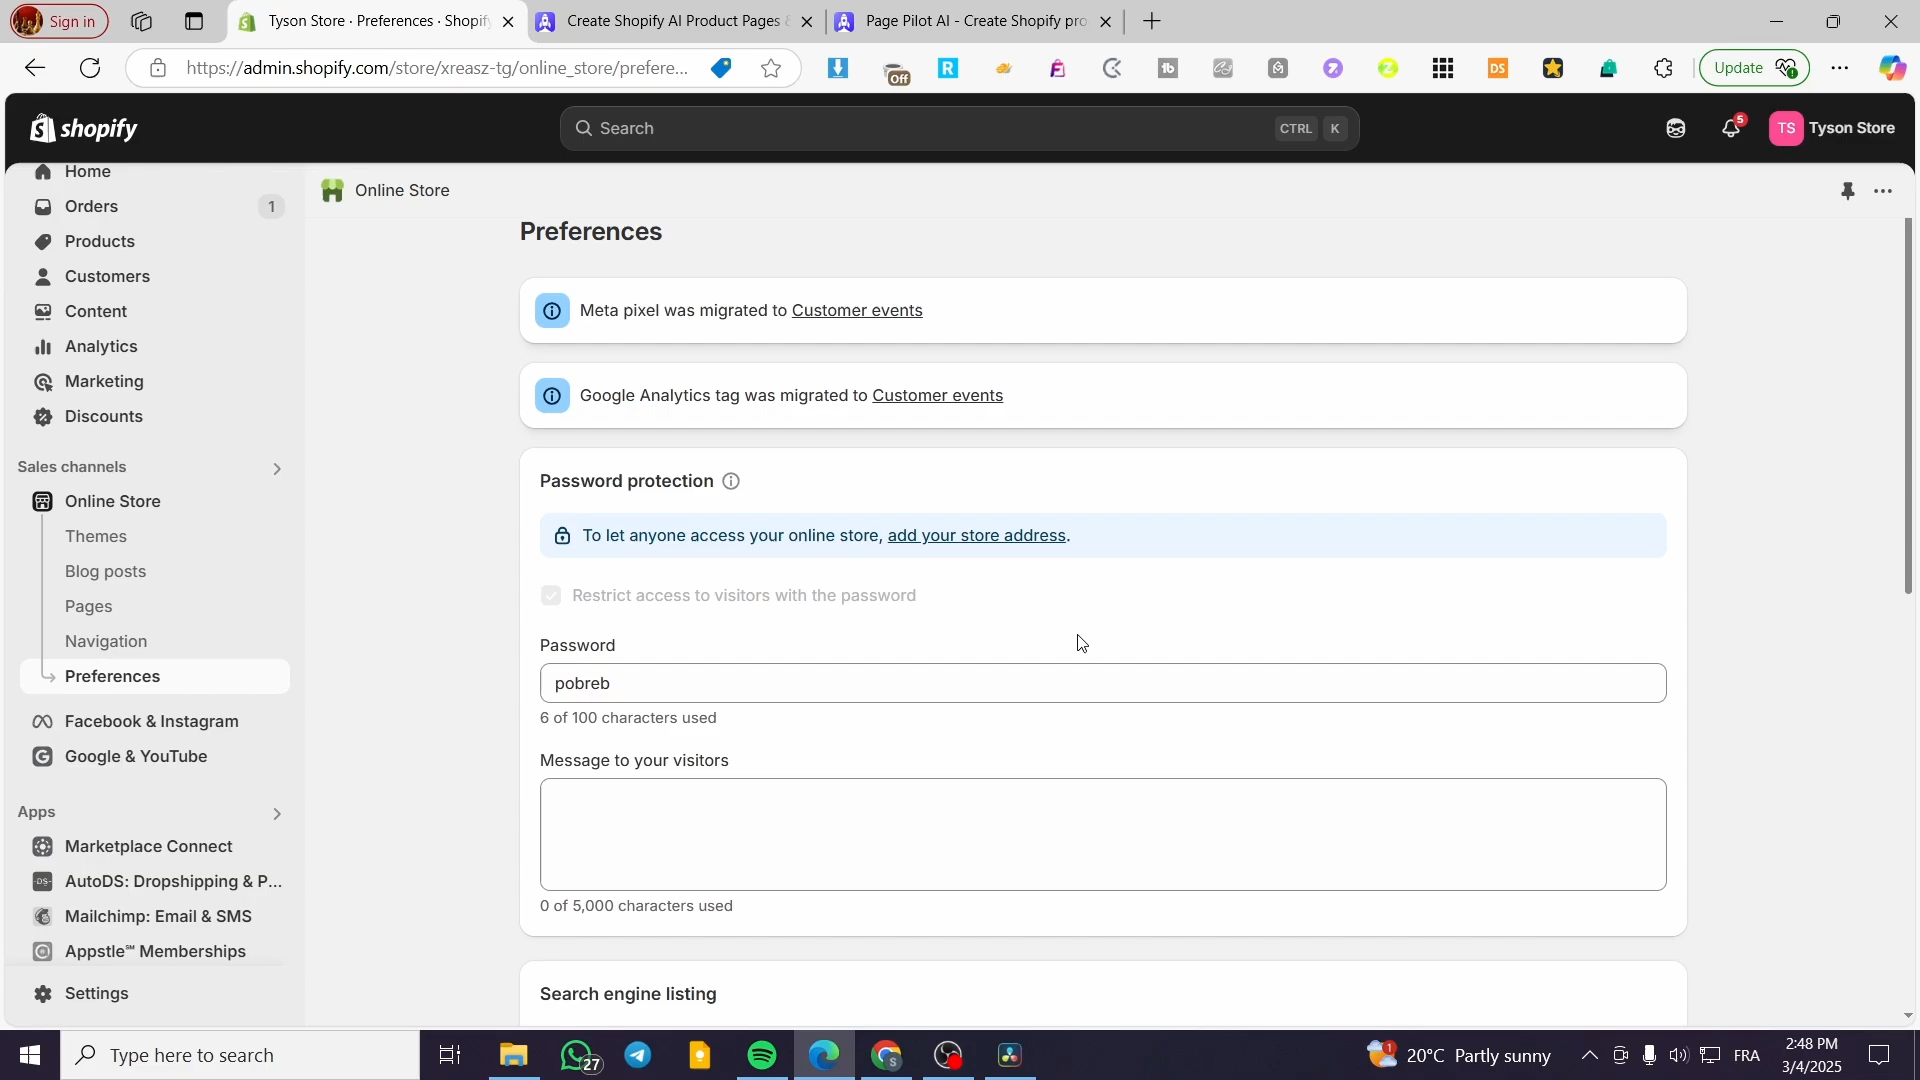 Sign in
Tyson Store · Preferences · Shopify
Create Shopify AI Product Pages &
Page Pilot AI - Create Shopify pro
https://admin.shopify.com/store/xreasz-tg/online_store/prefere...
Off
R
tb
DS
Update
shopify
Search
CTRL K
5
TS
Tyson Store
Home
Orders
1
Products
Customers
Content
Analytics
Marketing
Discounts
Sales channels
Online Store
Themes
Blog posts
Pages
Navigation
Preferences
Facebook & Instagram
Google & YouTube
Apps
Marketplace Connect
AutoDS: Dropshipping & P...
Mailchimp: Email & SMS
Appstle℠ Memberships
Settings
Online Store
Preferences
Meta pixel was migrated to Customer events
Google Analytics tag was migrated to Customer events
Password protection
To let anyone access your online store, add your store address.
Restrict access to visitors with the password
Password
pobreb
6 of 100 characters used
Message to your visitors
0 of 5,000 characters used
Search engine listing
Type here to search
27
1
20°C Partly sunny
FRA
2:48 PM
3/4/2025